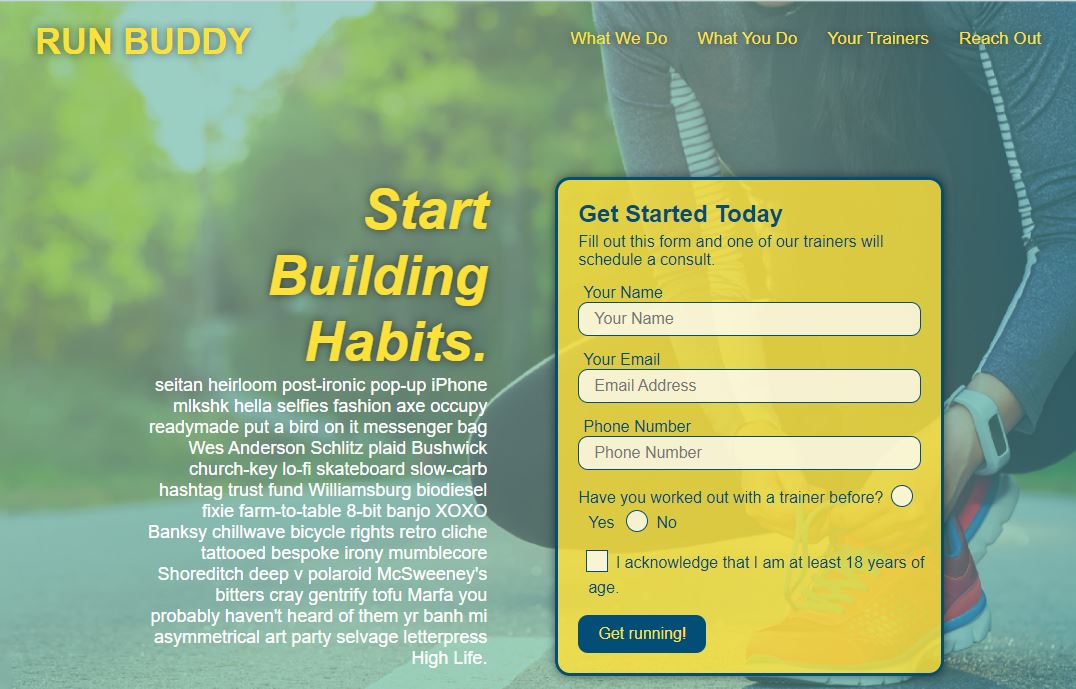 RUN BUDDY
What We Do
What You Do
Your Trainers
Reach Out
Start
Building
Habits.
seitan heirloom post-ironic pop-up iPhone
mlkshk hella selfies fashion axe occupy
readymade put a bird on it messenger bag
Wes Anderson Schlitz plaid Bushwick
church-key lo-fi skateboard slow-carb
hashtag trust fund Williamsburg biodiesel
fixie farm-to-table 8-bit banjo XOXO
Banksy chillwave bicycle rights retro cliche
tattooed bespoke irony mumblecore
Shoreditch deep v polaroid McSweeney's
bitters cray gentrify tofu Marfa you
probably haven't heard of them yr banh mi
asymmetrical art party selvage letterpress
High Life.
Get Started Today
Fill out this form and one of our trainers will
schedule a consult.
Your Name
Your Name
Your Email
Email Address
Phone Number
Phone Number
Have you worked out with a trainer before?
Yes No
I acknowledge that I am at least 18 years of
age.
Get running!